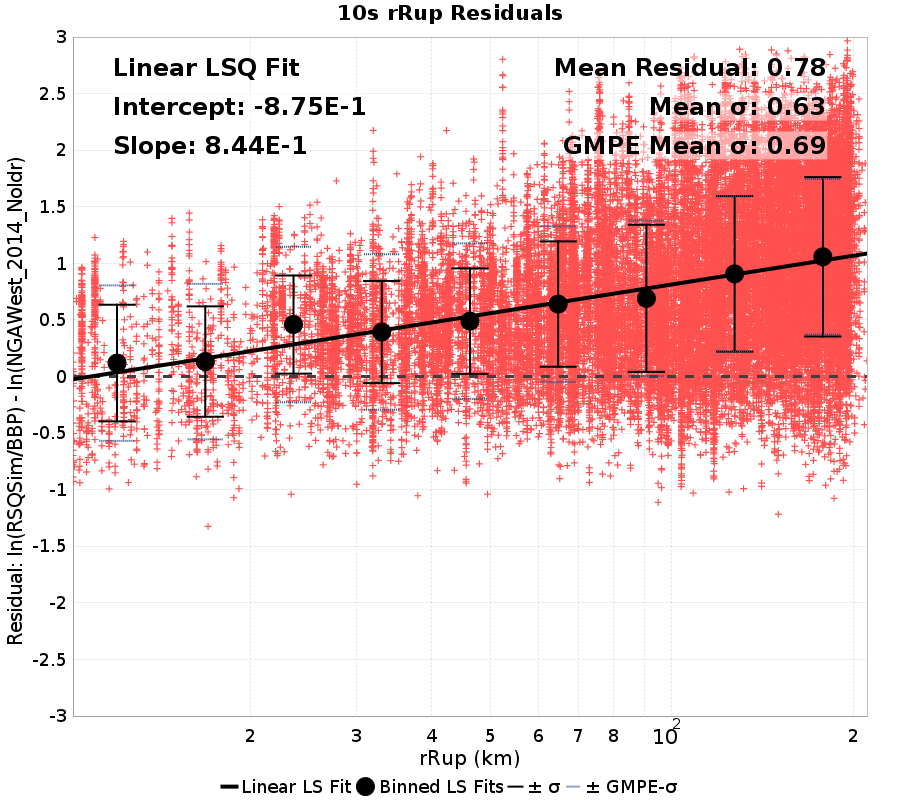 10s rRup Residuals
Linear LSQ Fit
Intercept: -8.75E-1
Slope: 8.44E-1
Mean Residual: 0.78
Mean σ: 0.63
GMPE Mean σ: 0.69
Residual: ln(RSQSim/BBP) - ln(NGAWest_2014_NoIdr)
3
2.5
2
1.5
1
0.5
0
-0.5
-1
-1.5
-2
-2.5
-3
2 3 4 5 6 7 8 10² 2
rRup (km)
Linear LS Fit Binned LS Fits ± σ ± GMPE-σ